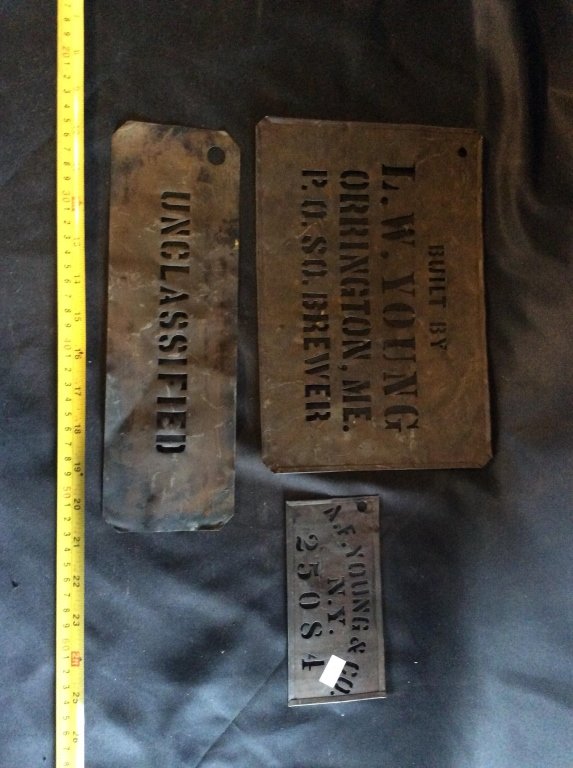 BUILT BY
L. W. YOUNG
ORRINGTON, ME.
P.O. SO. BREWER
UNCLASSIFIED
W. F. YOUNG & CO.
N.Y.
25084